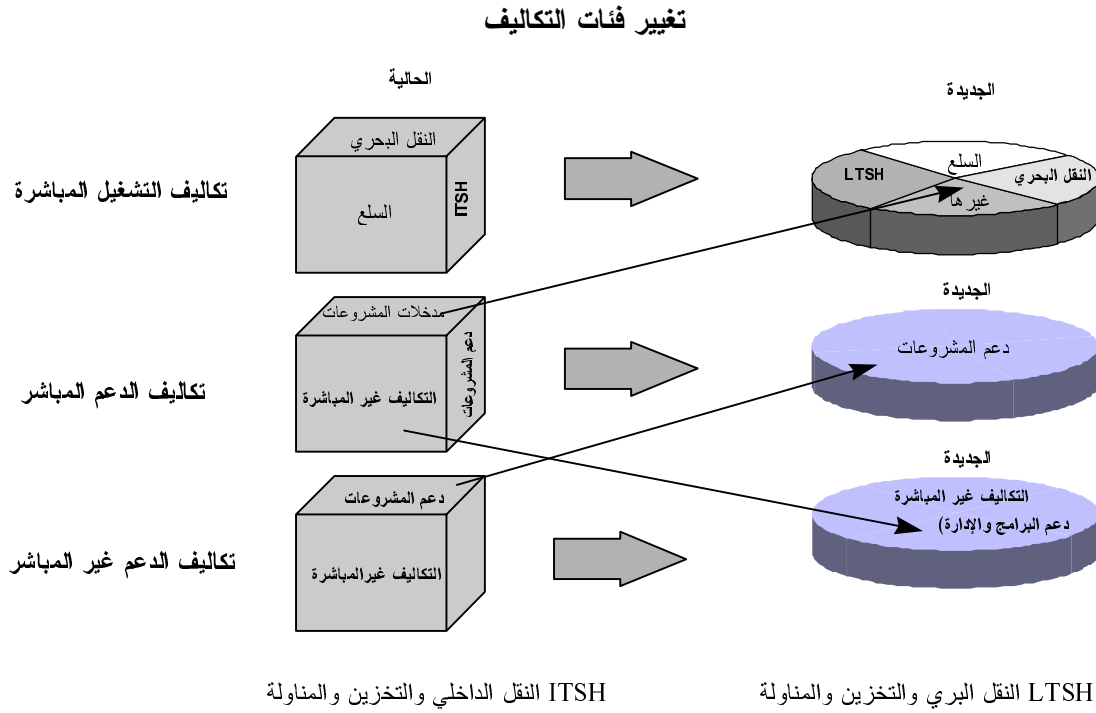 تغيير فئات التكاليف
الحالية
الجديدة
تكاليف التشغيل المباشرة
النقل البحري
السلع
ITSH
السلع
النقل البحري
LTSH
غيرها
تكاليف الدعم المباشر
مدخلات المشروعات
التكاليف غير المباشرة
دعم المشروعات
الجديدة
دعم المشروعات
تكاليف الدعم غير المباشر
دعم المشروعات
التكاليف غيرالمباشرة
الجديدة
التكاليف غير المباشرة
دعم البرامج والإدارة)
ITSH النقل الداخلي والتخزين والمناولة
LTSH النقل البري والتخزين والمناولة